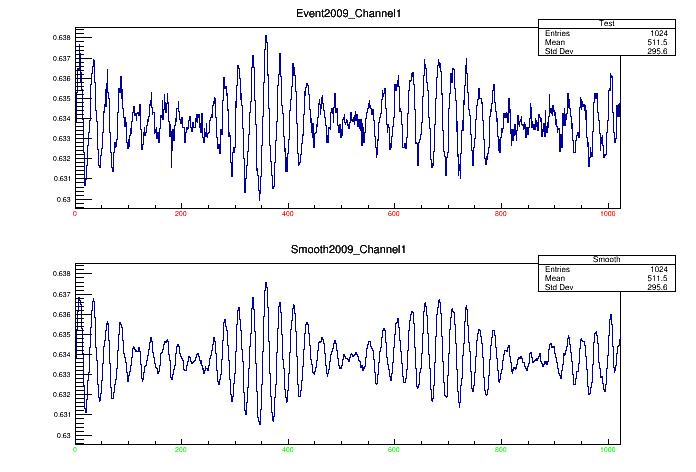 Event2009_Channel1
Test
Entries 1024
Mean 511.5
Std Dev 295.6
0.638
0.637
0.636
0.635
0.634
0.633
0.632
0.631
0.63
0 200 400 600 800 1000
Smooth2009_Channel1
Smooth
Entries 1024
Mean 511.5
Std Dev 295.6
0.638
0.637
0.636
0.635
0.634
0.633
0.632
0.631
0.63
0 200 400 600 800 1000